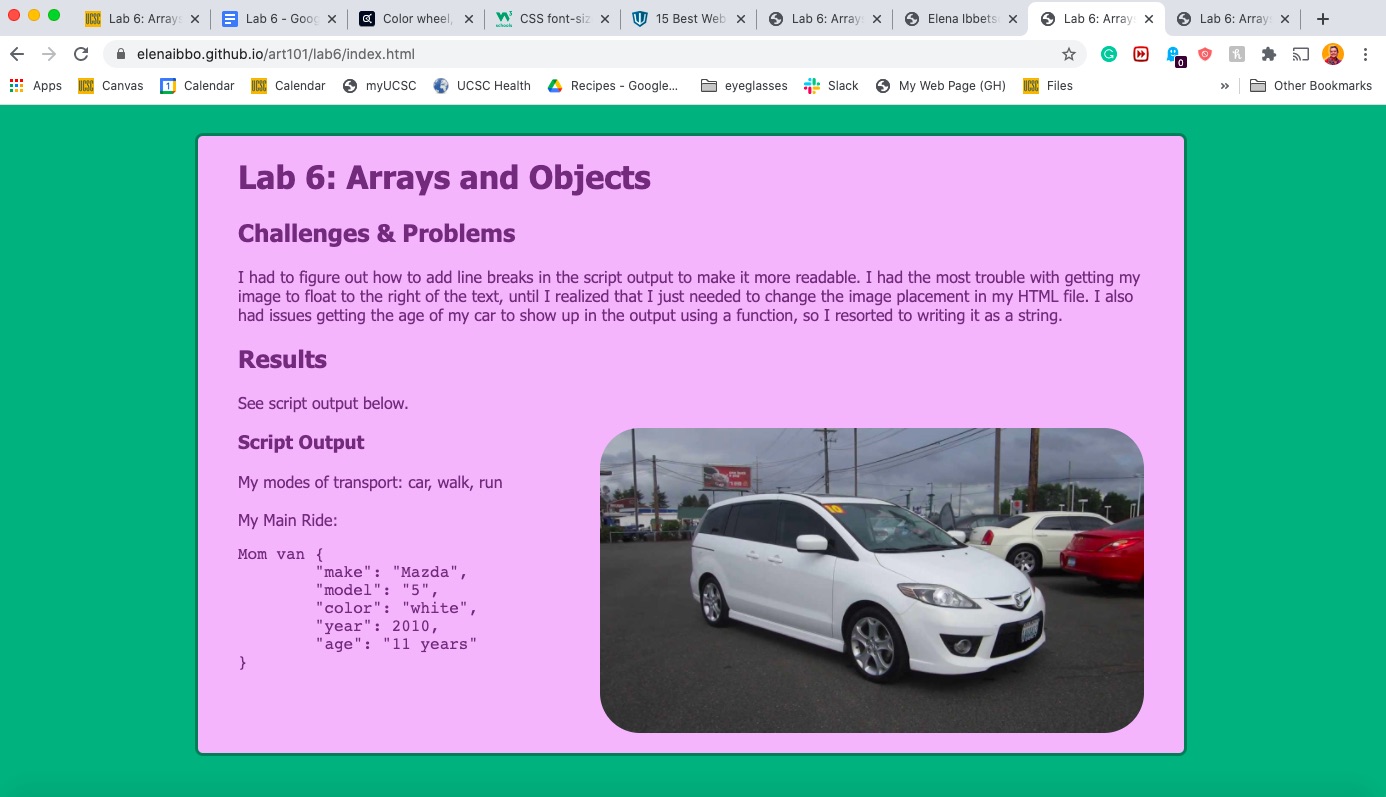 Lab 6: Array
Lab 6 - Goog
Color wheel,
CSS font-siz
15 Best Web
Lab 6: Array
Elena Ibbets
Lab 6: Array
Lab 6: Array
elenaibbo.github.io/art101/lab6/index.html
0
Apps
UCSC Canvas
1 Calendar
UCSC Calendar
myUCSC
UCSC Health
Recipes - Google...
eyeglasses
Slack
My Web Page (GH)
UCSC Files
»
Other Bookmarks
Lab 6: Arrays and Objects
Challenges & Problems
I had to figure out how to add line breaks in the script output to make it more readable. I had the most trouble with getting my
image to float to the right of the text, until I realized that I just needed to change the image placement in my HTML file. I also
had issues getting the age of my car to show up in the output using a function, so I resorted to writing it as a string.
Results
See script output below.
Script Output
My modes of transport: car, walk, run
My Main Ride:
Mom van {
"make": "Mazda",
"model": "5",
"color": "white",
"year": 2010,
"age": "11 years"
}
10